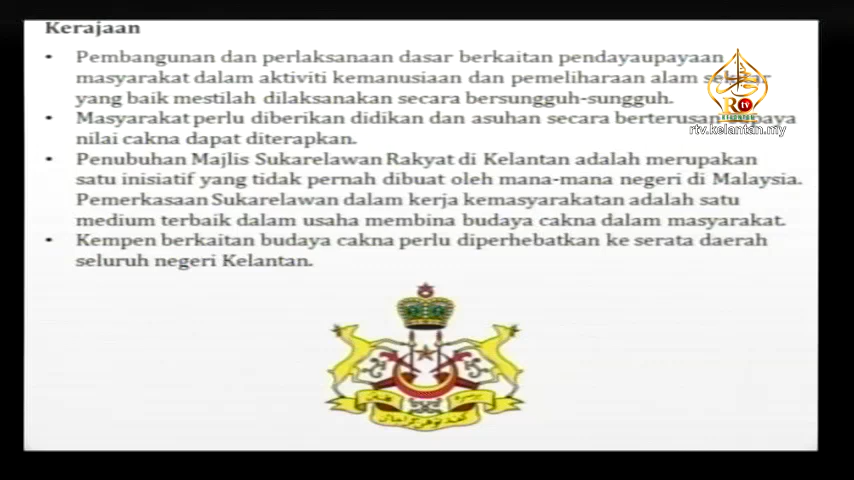 Kerajaan
• Pembangunan dan perlaksanaan dasar berkaitan pendayaupayaan
masyarakat dalam aktiviti kemanusiaan dan pemeliharaan alam sekitar
yang baik mestilah dilaksanakan secara bersungguh-sungguh.
• Masyarakat perlu diberikan didikan dan asuhan secara berterusan supaya
nilai cakna dapat diterapkan.
• Penubuhan Majlis Sukarelawan Rakyat di Kelantan adalah merupakan
satu inisiatif yang tidak pernah dibuat oleh mana-mana negeri di Malaysia.
Pemerkasaan Sukarelawan dalam kerja kemasyarakatan adalah satu
medium terbaik dalam usaha membina budaya cakna dalam masyarakat.
• Kempen berkaitan budaya cakna perlu diperhebatkan ke serata daerah
seluruh negeri Kelantan.
Rtv
KELANTAN
rtv.kelantan.my